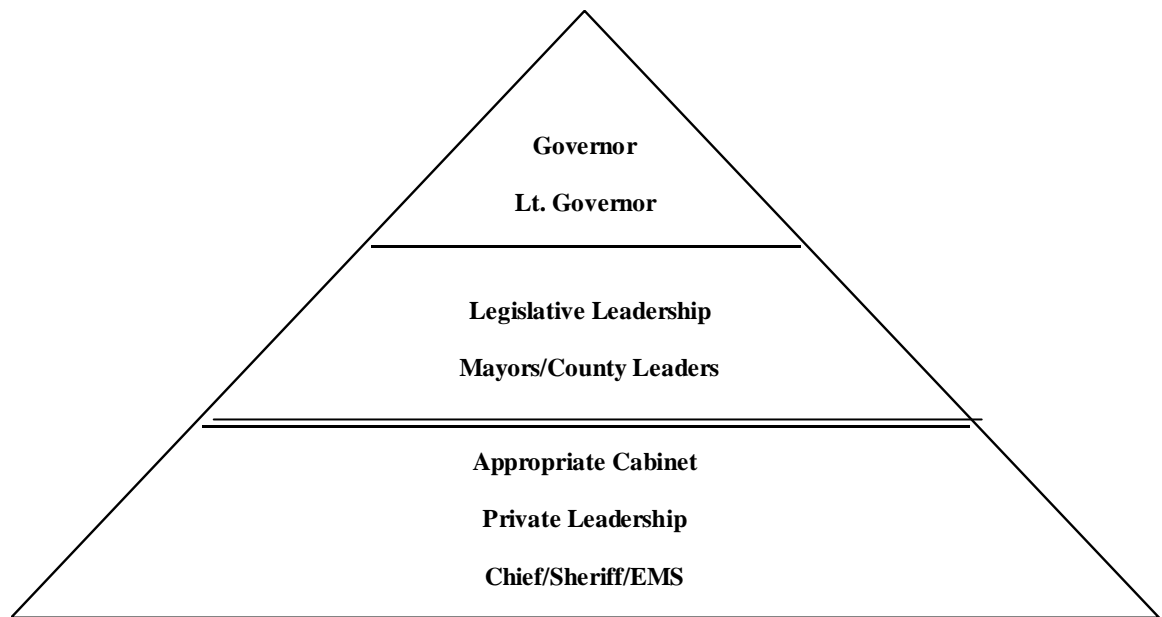 Governor
Lt. Governor
Legislative Leadership
Mayors/County Leaders
Appropriate Cabinet
Private Leadership
Chief/Sheriff/EMS